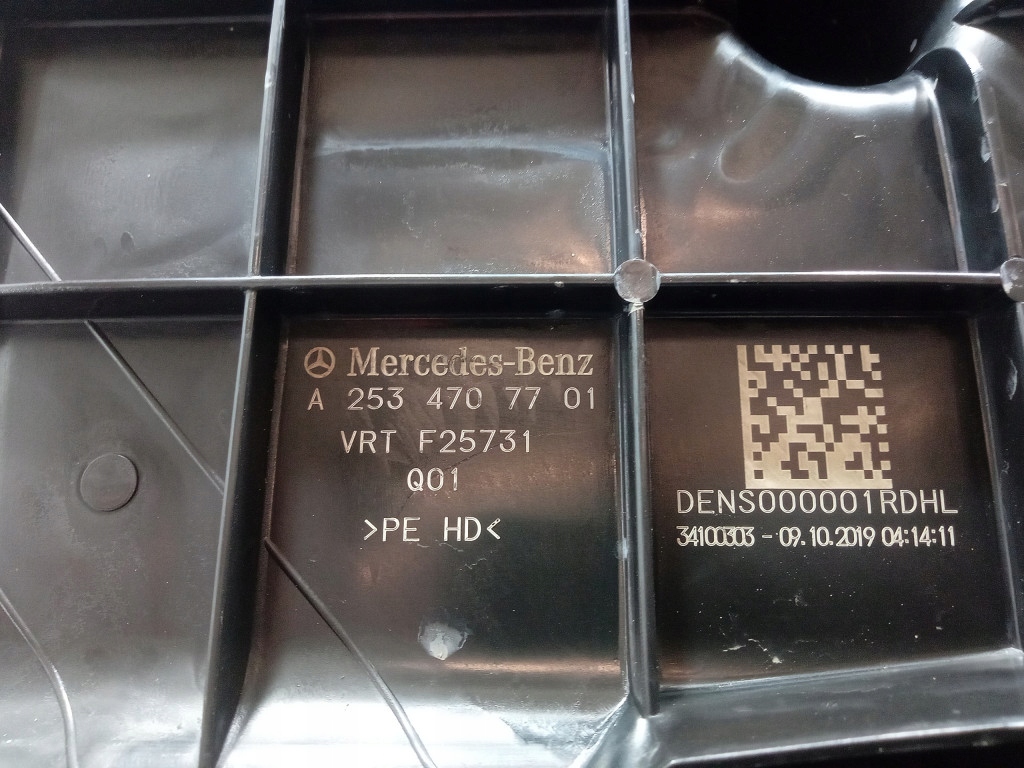 Mercedes-Benz
A 253 470 77 01
VRT F25731
Q01
>PE HD<
DENS000001RDHL
34100303 - 09.10.2019 04:14:11